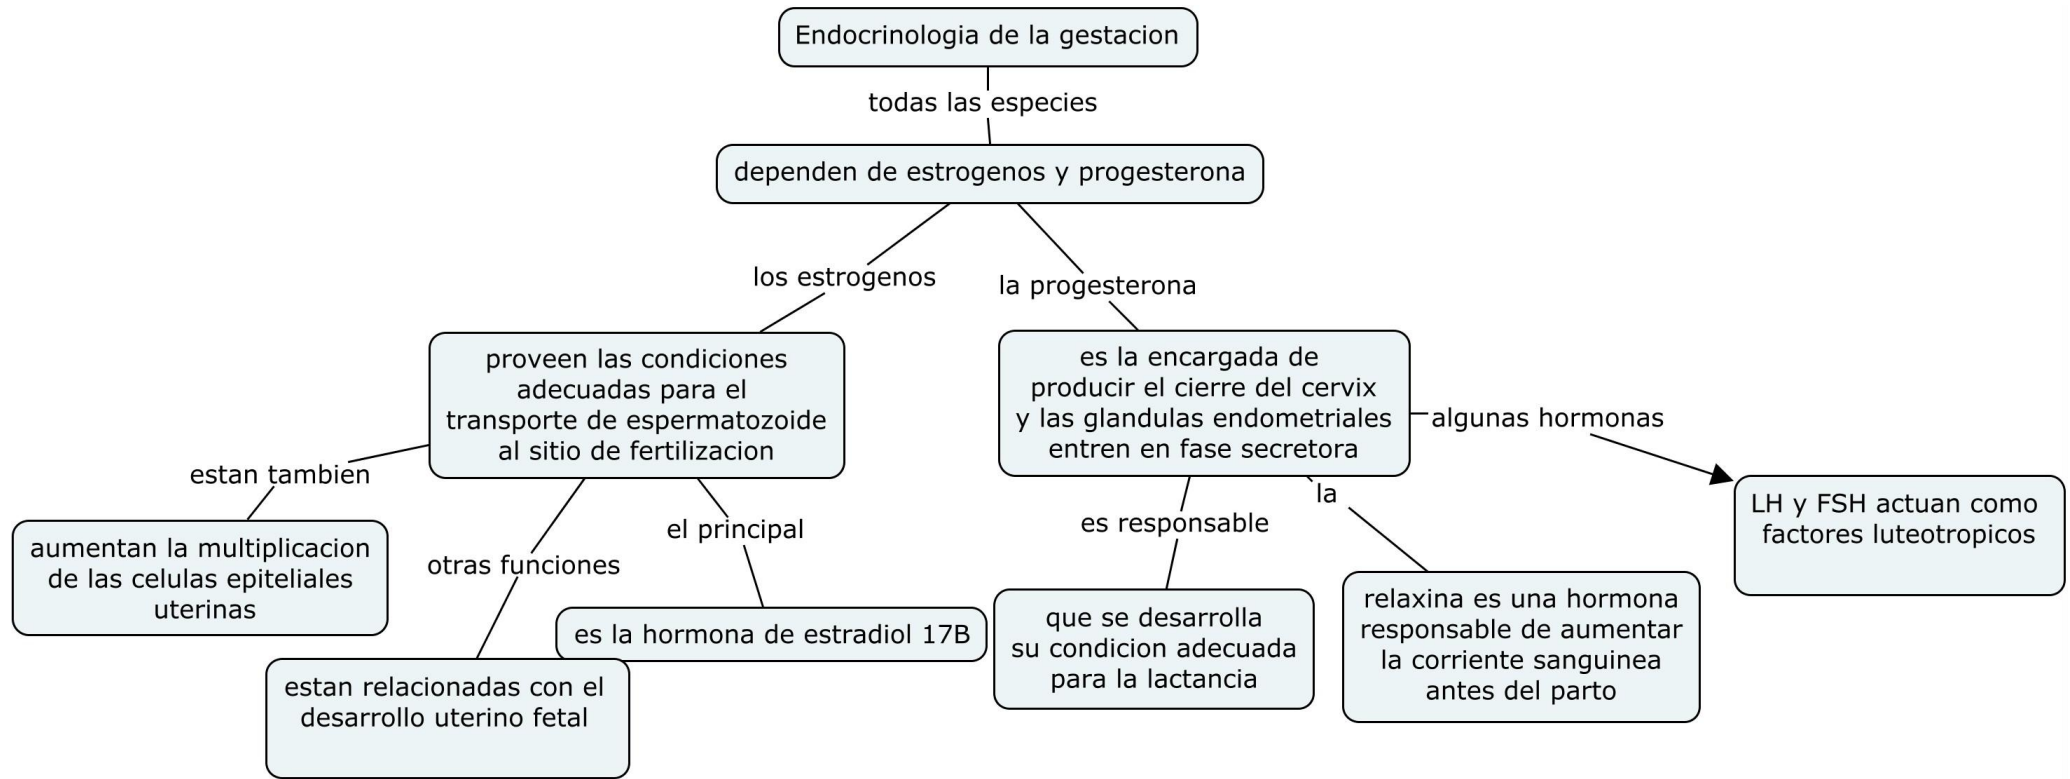 Endocrinologia de la gestacion
todas las especies
dependen de estrogenos y progesterona
los estrogenos
la progesterona
proveen las condiciones
adecuadas para el
transporte de espermatozoide
al sitio de fertilizacion
es la encargada de
producir el cierre del cervix
y las glandulas endometriales
entren en fase secretora
algunas hormonas
estan tambien
la
LH y FSH actuan como
factores luteotropicos
el principal
es responsable
otras funciones
aumentan la multiplicacion
de las celulas epiteliales
uterinas
es la hormona de estradiol 17B
que se desarrolla
su condicion adecuada
para la lactancia
relaxina es una hormona
responsable de aumentar
la corriente sanguinea
antes del parto
estan relacionadas con el
desarrollo uterino fetal